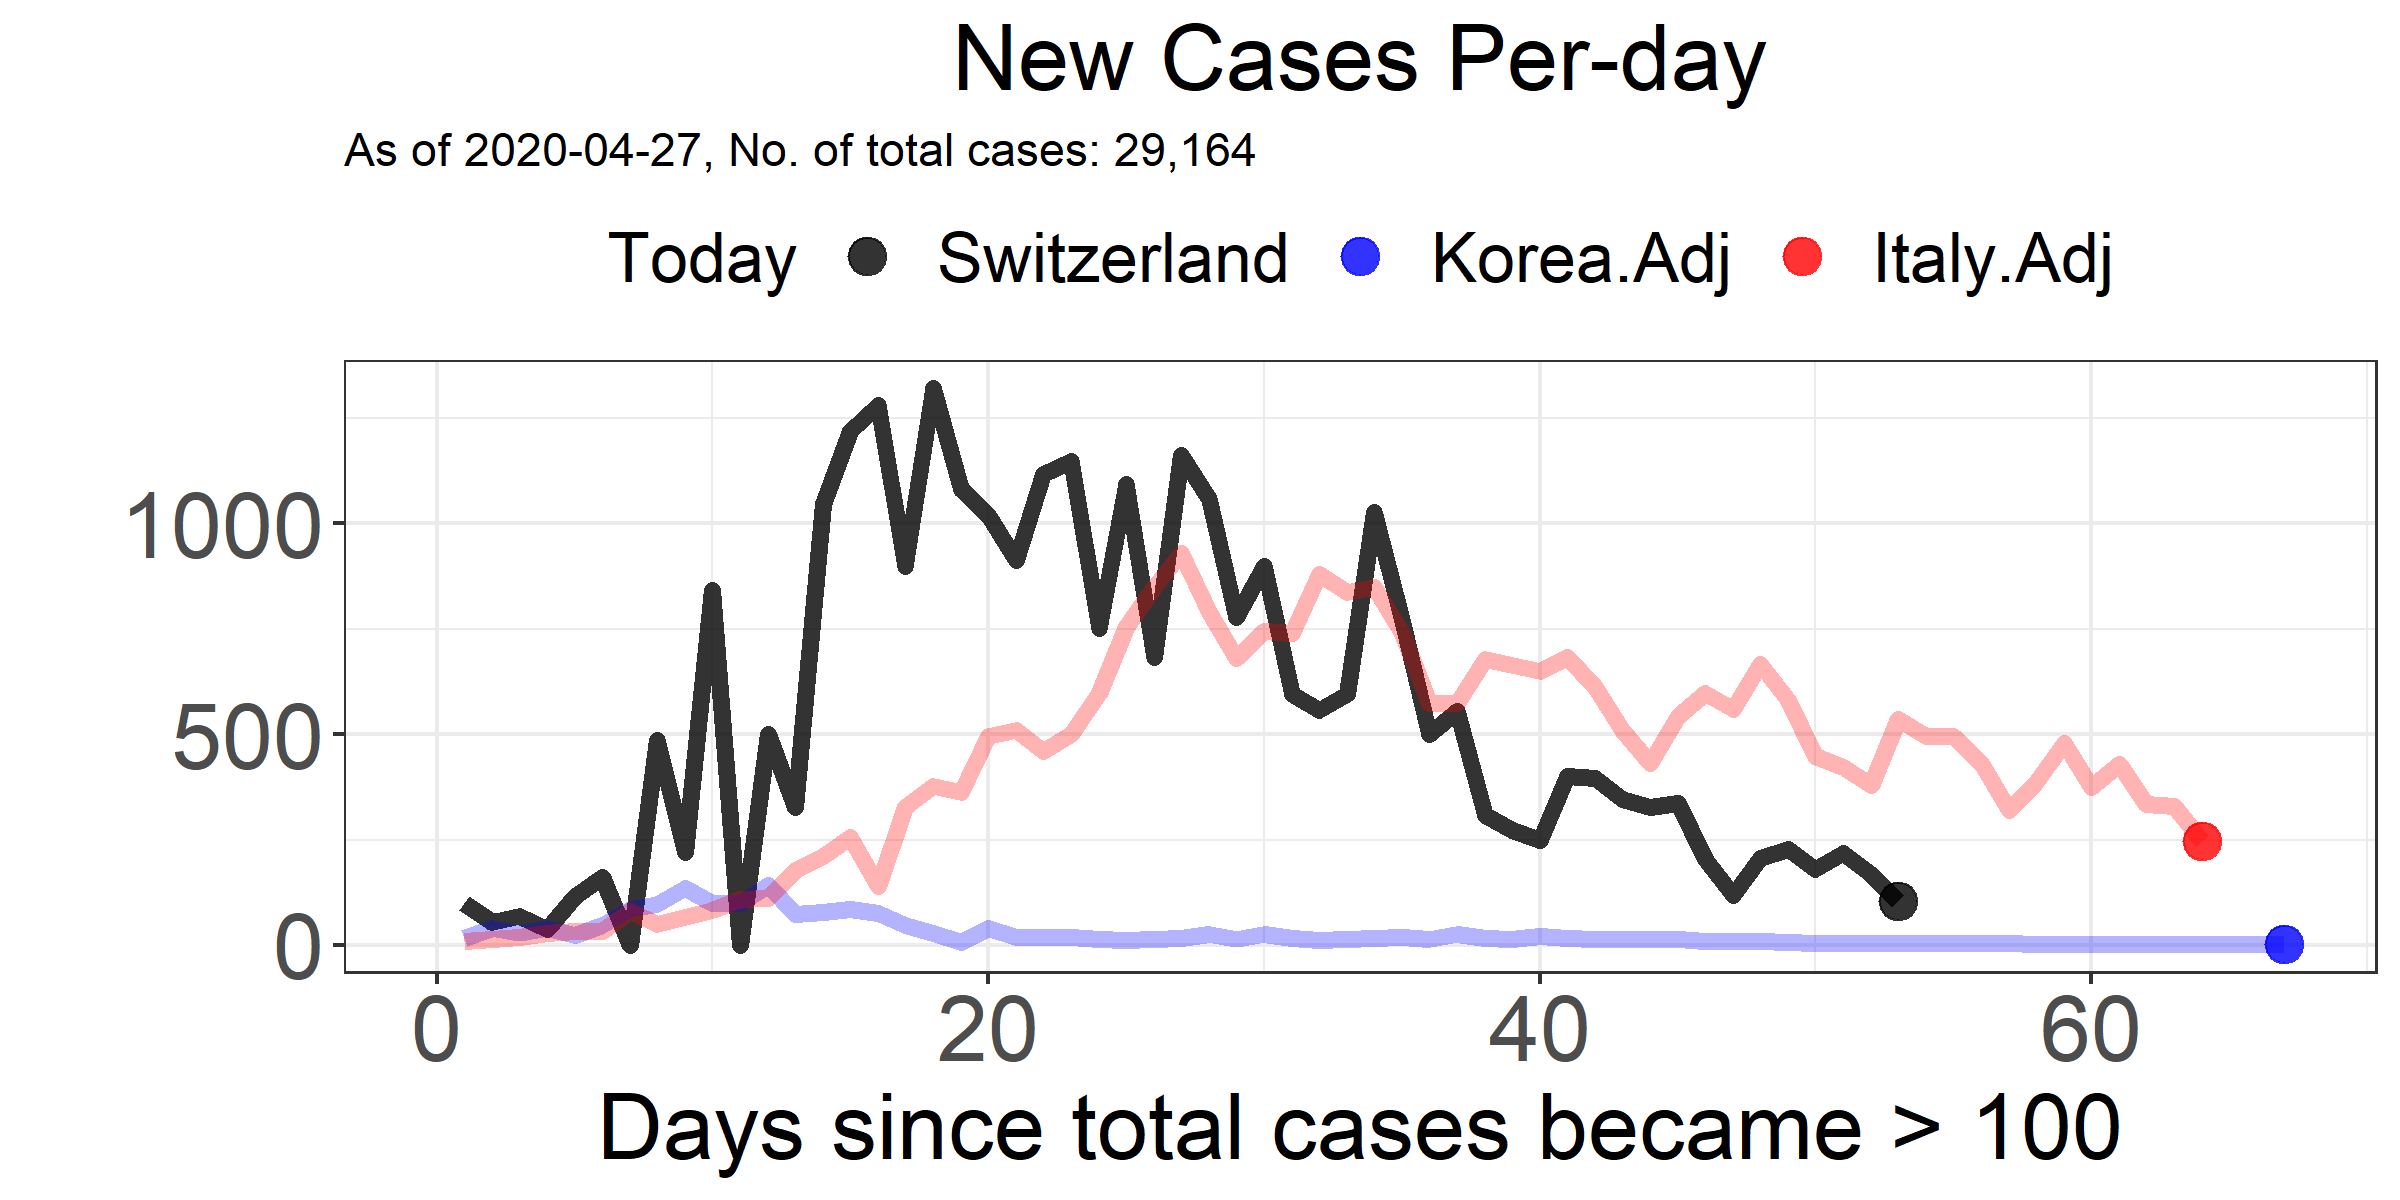 New Cases Per-day
As of 2020-04-27, No. of total cases: 29,164
Today Switzerland Korea.Adj Italy.Adj
1000
500
0
0 20 40 60
Days since total cases became > 100